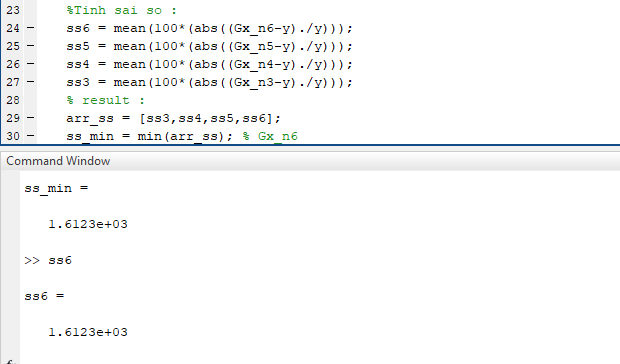 23 %Tinh sai so :
24 - ss6 = mean(100*(abs((Gx_n6-y)./y)));
25 - ss5 = mean(100*(abs((Gx_n5-y)./y)));
26 - ss4 = mean(100*(abs((Gx_n4-y)./y)));
27 - ss3 = mean(100*(abs((Gx_n3-y)./y)));
28 % result :
29 - arr_ss = [ss3,ss4,ss5,ss6];
30 - ss_min = min(arr_ss); % Gx_n6
Command Window
ss_min =
1.6123e+03
>> ss6
ss6 =
1.6123e+03